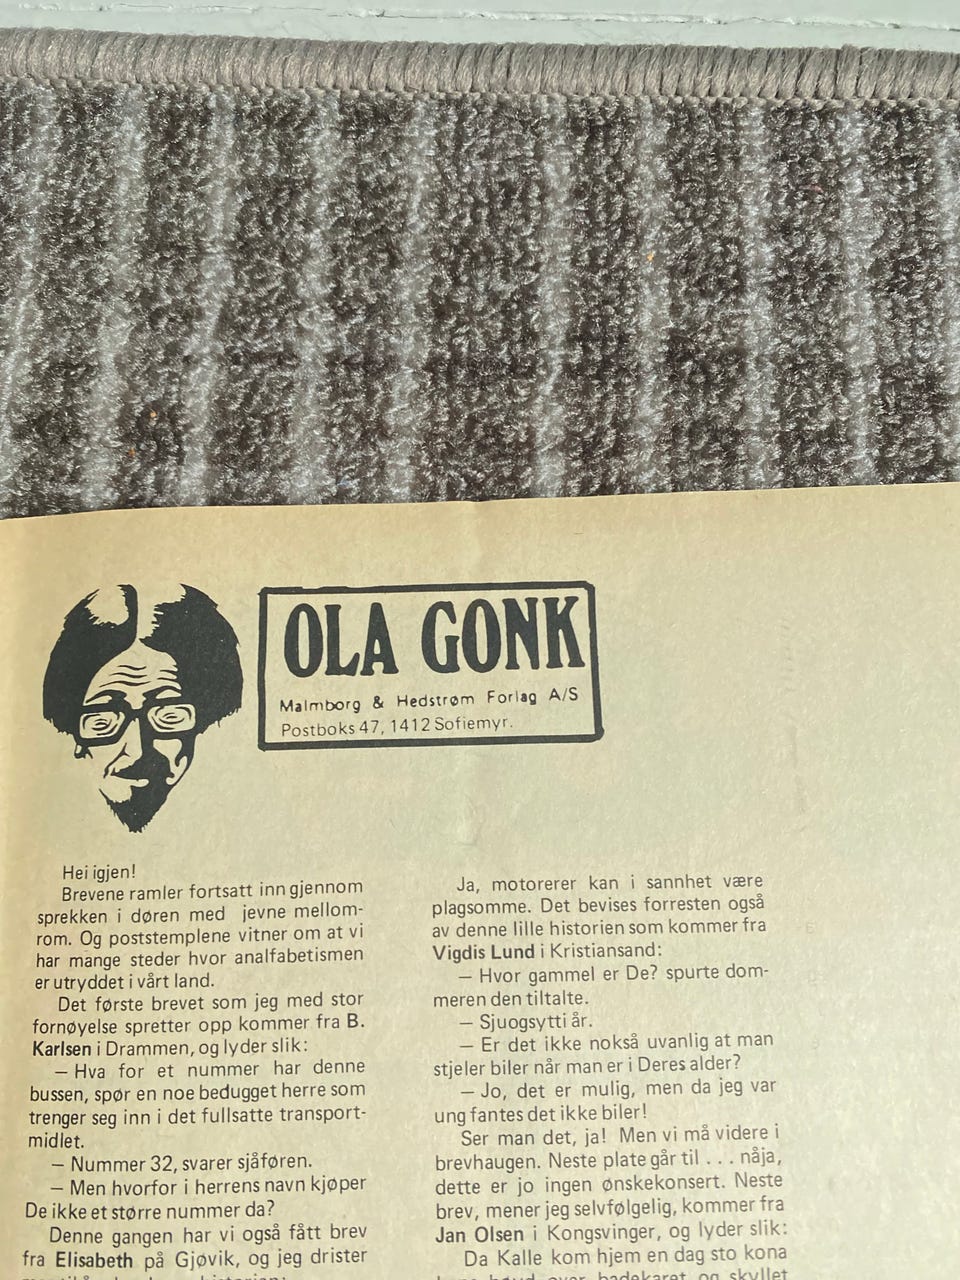 OLA GONK
Malmborg & Hedstrøm Forlag A/S
Postboks 47, 1412 Sofiemyr.
Hei igjen!
Brevene ramler fortsatt inn gjennom
sprekken i døren med jevne mellom-
rom. Og poststemplene vitner om at vi
har mange steder hvor analfabetismen
er utryddet i vårt land.
Det første brevet som jeg med stor
fornøyelse spretter opp kommer fra B.
Karlsen i Drammen, og lyder slik:
— Hva for et nummer har denne
bussen, spør en noe bedugget herre som
trenger seg inn i det fullsatte transport-
midlet.
— Nummer 32, svarer sjåføren.
— Men hvorfor i herrens navn kjøper
De ikke et større nummer da?
Denne gangen har vi også fått brev
fra Elisabeth på Gjøvik, og jeg drister
Ja, motorerer kan i sannhet være
plagsomme. Det bevises forresten også
av denne lille historien som kommer fra
Vigdis Lund i Kristiansand:
— Hvor gammel er De? spurte dom-
meren den tiltalte.
— Sjuogsytti år.
— Er det ikke nokså uvanlig at man
stjeler biler når man er i Deres alder?
— Jo, det er mulig, men da jeg var
ung fantes det ikke biler!
Ser man det, ja! Men vi må videre i
brevhaugen. Neste plate går til . . . nåja,
dette er jo ingen ønskekonsert. Neste
brev, mener jeg selvfølgelig, kommer fra
Jan Olsen i Kongsvinger, og lyder slik:
Da Kalle kom hjem en dag sto kona
over badekaret og skyllet